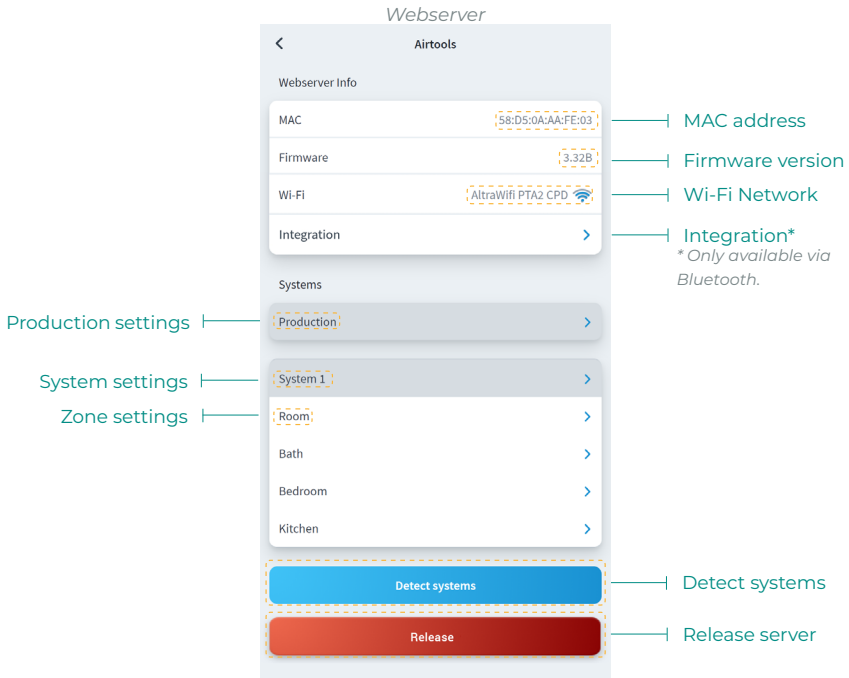 Webserver
Airtools
Webserver Info
MAC
58:D5:0A:AA:FE:03
MAC address
Firmware
3.32B
Firmware version
Wi-Fi
AltraWifi PTA2 CPD
Wi-Fi Network
Integration
Integration*
* Only available via
Bluetooth.
Systems
Production settings
Production
System settings
System 1
Zone settings
Room
Bath
Bedroom
Kitchen
Detect systems
Detect systems
Release
Release server